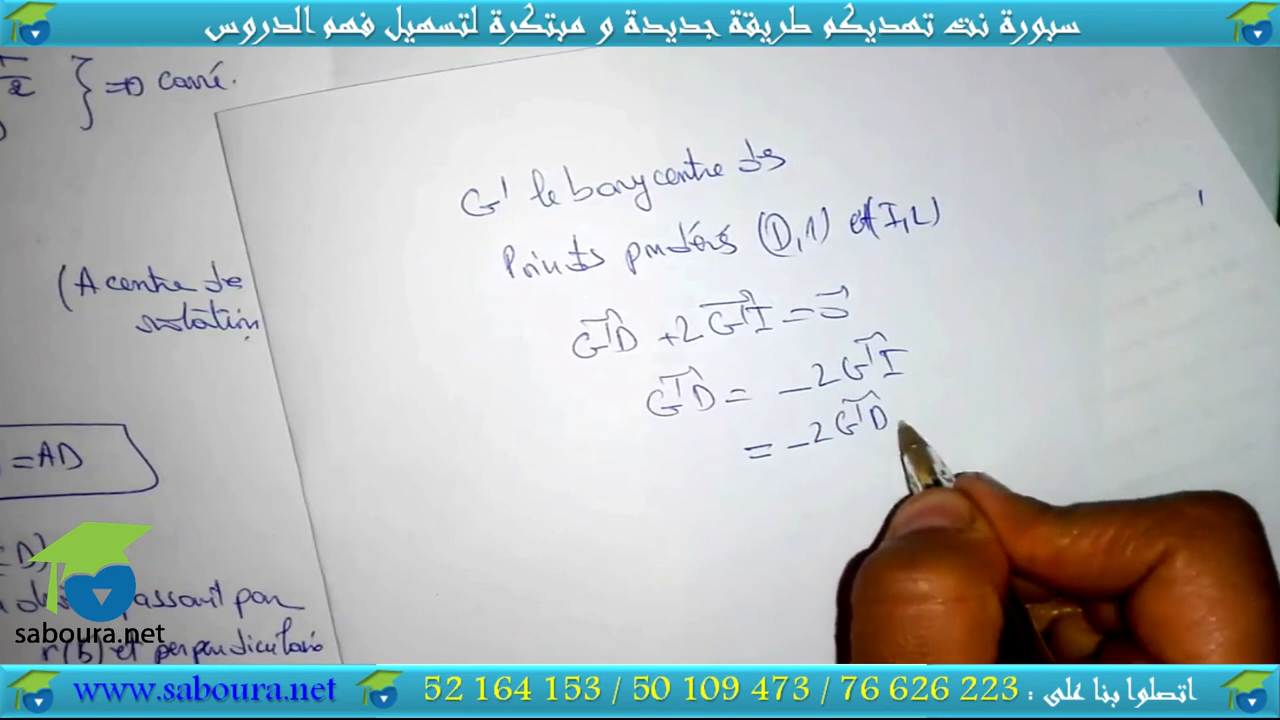 سبورة نت تهديكم طريقة جديدة و مبتكرة لتسهيل فهم الدروس
} => carré.
(A centre de
rotation
= AD
passant par
r(B) et perpendiculaire
G' le barycentre des
Points pondérés (D,1) et (I,2)
G'D + 2G'I = 0
G'D = -2G'I
= -2G'D
saboura.net
www.saboura.net
اتصلوا بنا على : 52 164 153 / 50 109 473 / 76 626 223